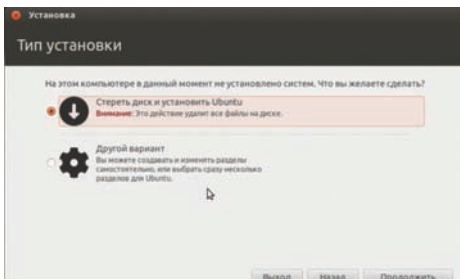 Установка
Тип установки
На этом компьютере в данный момент не установлено систем. Что вы желаете сделать?
Стереть диск и установить Ubuntu
Внимание: Это действие удалит все файлы на диске.
Другой вариант
Вы можете создавать и изменять разделы
самостоятельно, или выбрать сразу несколько
разделов для Ubuntu.
Выход Назад Продолжить